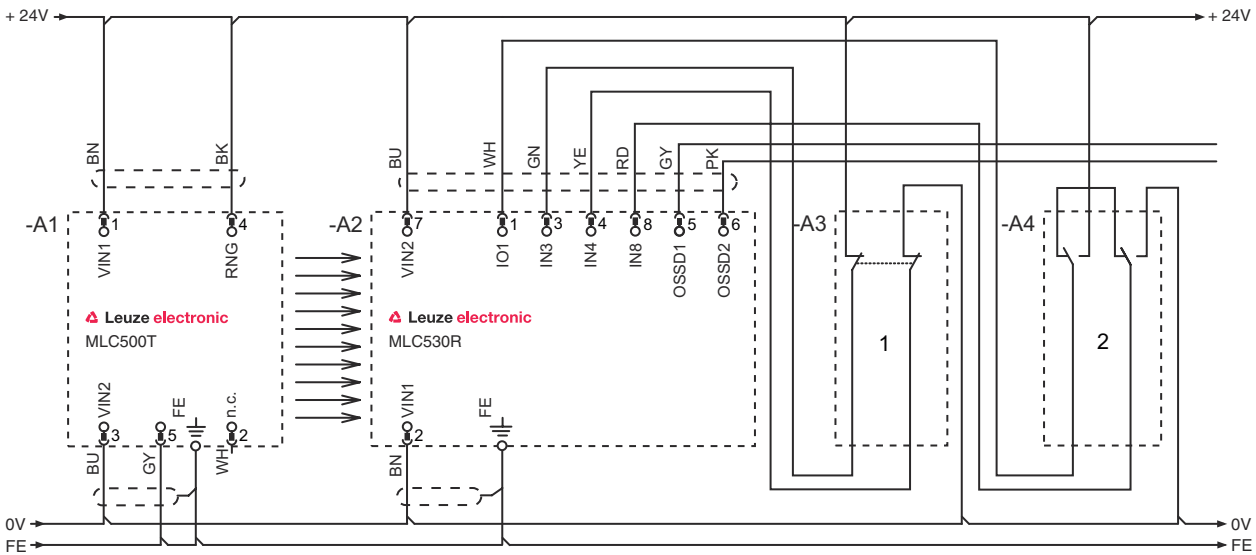 + 24V
+ 24V
BN
BK
BU
WH
GN
YE
RD
GY
PK
-A1
1
4
-A2
7
1
3
4
8
5
6
-A3
-A4
VIN1
RNG
VIN2
IO1
IN3
IN4
IN8
OSSD1
OSSD2
Leuze electronic
MLC500T
Leuze electronic
MLC530R
1
2
VIN2
FE
n.c.
VIN1
FE
3
5
2
2
BU
GY
WH
BN
0V
0V
FE
FE